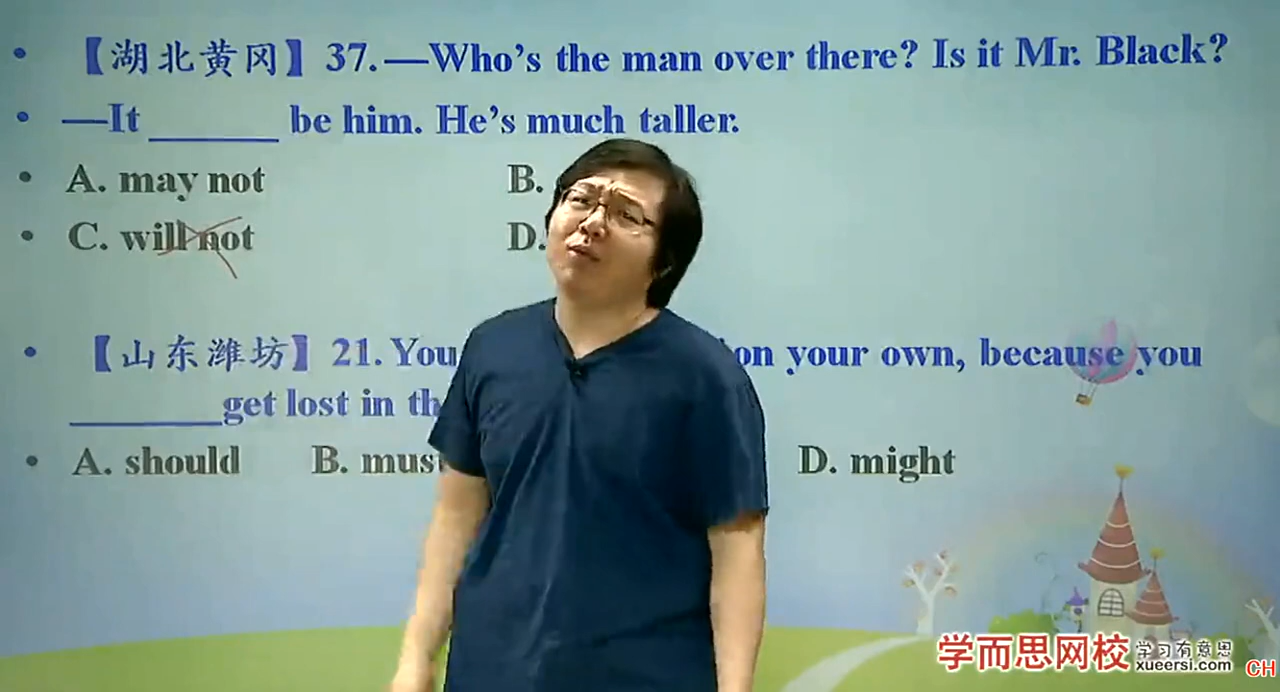 • 【湖北黄冈】37.—Who's the man over there? Is it Mr. Black?
• —It ______ be him. He's much taller.
• A. may not B.
• C. will not D.
• 【山东潍坊】21. You on your own, because you
_______get lost in th
• A. should B. must D. might
学而思网校 学习有意思
xueersi.com
CH